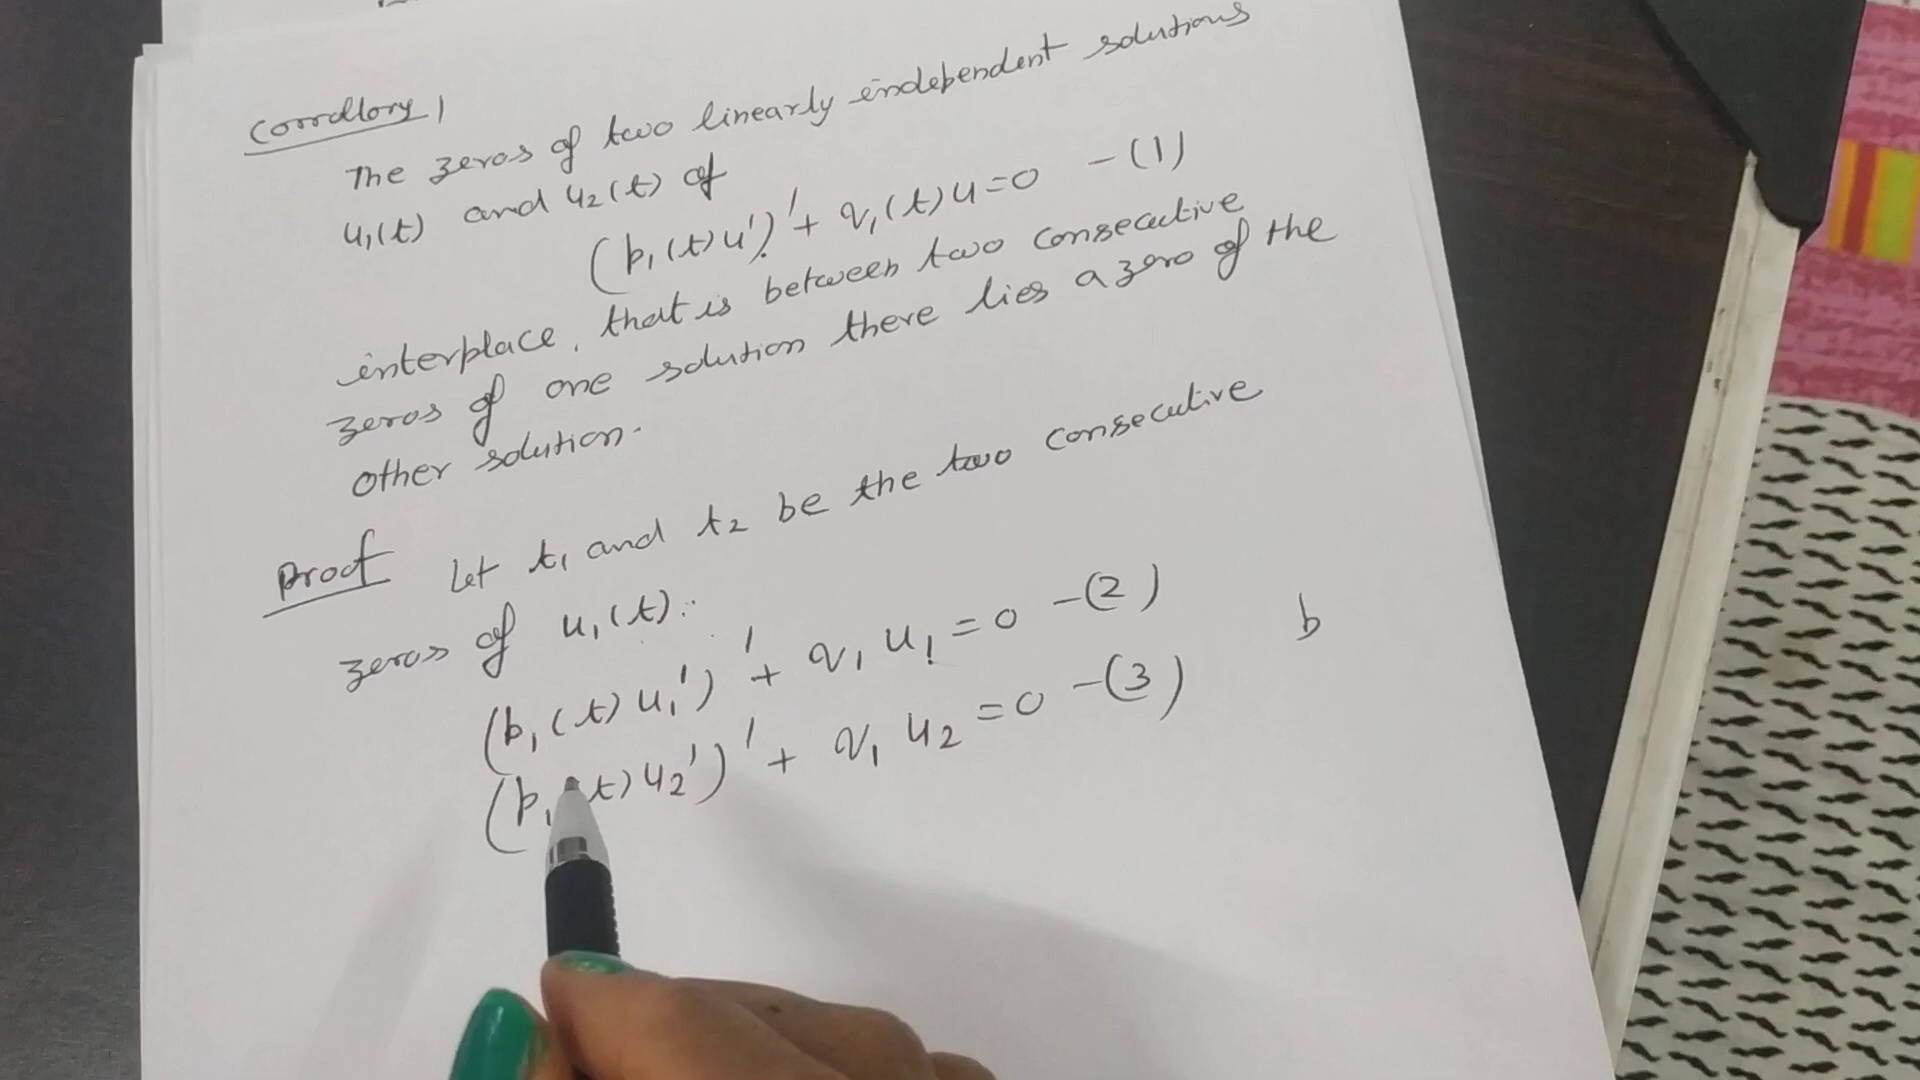 Corrollory 1
The zeros of two linearly independent solutions
u₁(t) and u₂(t) of
(p₁(t)u')' + q₁(t)u=0 -(1)
interplace, that is between two consecutive
zeros of one solution there lies a zero of the
other solution.
Proof Let t₁ and t₂ be the two consecutive
zeros of u₁(t).
(p₁(t)u₁')' + q₁ u₁ =0 -(2)
b
(p₁(t)u₂')' + q₁ u₂ =0 -(3)